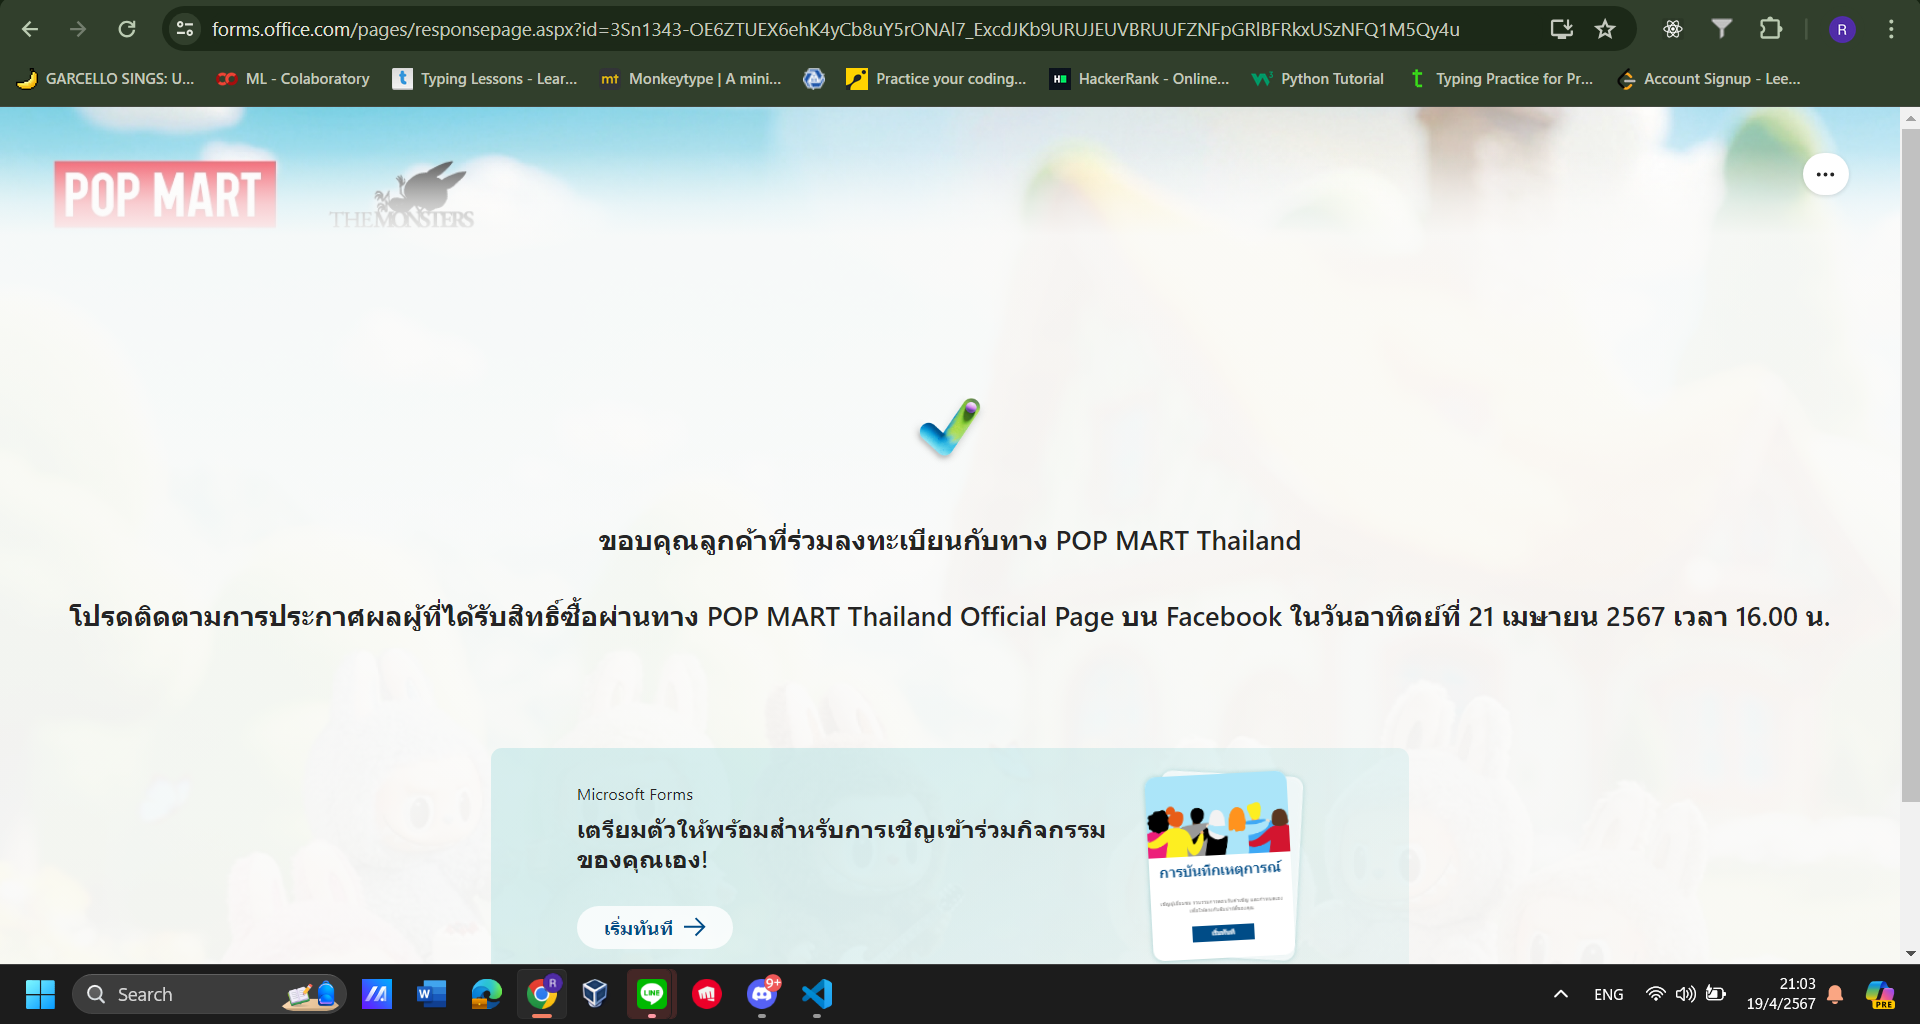 forms.office.com/pages/responsepage.aspx?id=3Sn1343-OE6ZTUEX6ehK4yCb8uY5rONAl7_ExcdJKb9URUJEUVBRUUFZNFpGRlBFRkxUSzNFQ1M5Qy4u
R
GARCELLO SINGS: U...
ML - Colaboratory
Typing Lessons - Lear...
mt Monkeytype | A mini...
Practice your coding...
HackerRank - Online...
Python Tutorial
Typing Practice for Pr...
Account Signup - Lee...
POP MART
THE MONSTERS
ขอบคุณลูกค้าที่ร่วมลงทะเบียนกับทาง POP MART Thailand
โปรดติดตามการประกาศผลผู้ที่ได้รับสิทธิ์ซื้อผ่านทาง POP MART Thailand Official Page บน Facebook ในวันอาทิตย์ที่ 21 เมษายน 2567 เวลา 16.00 น.
Microsoft Forms
เตรียมตัวให้พร้อมสำหรับการเชิญเข้าร่วมกิจกรรม
ของคุณเอง!
เริ่มทันที
การบันทึกเหตุการณ์
Search
LINE
9+
ENG
21:03
19/4/2567
PRE